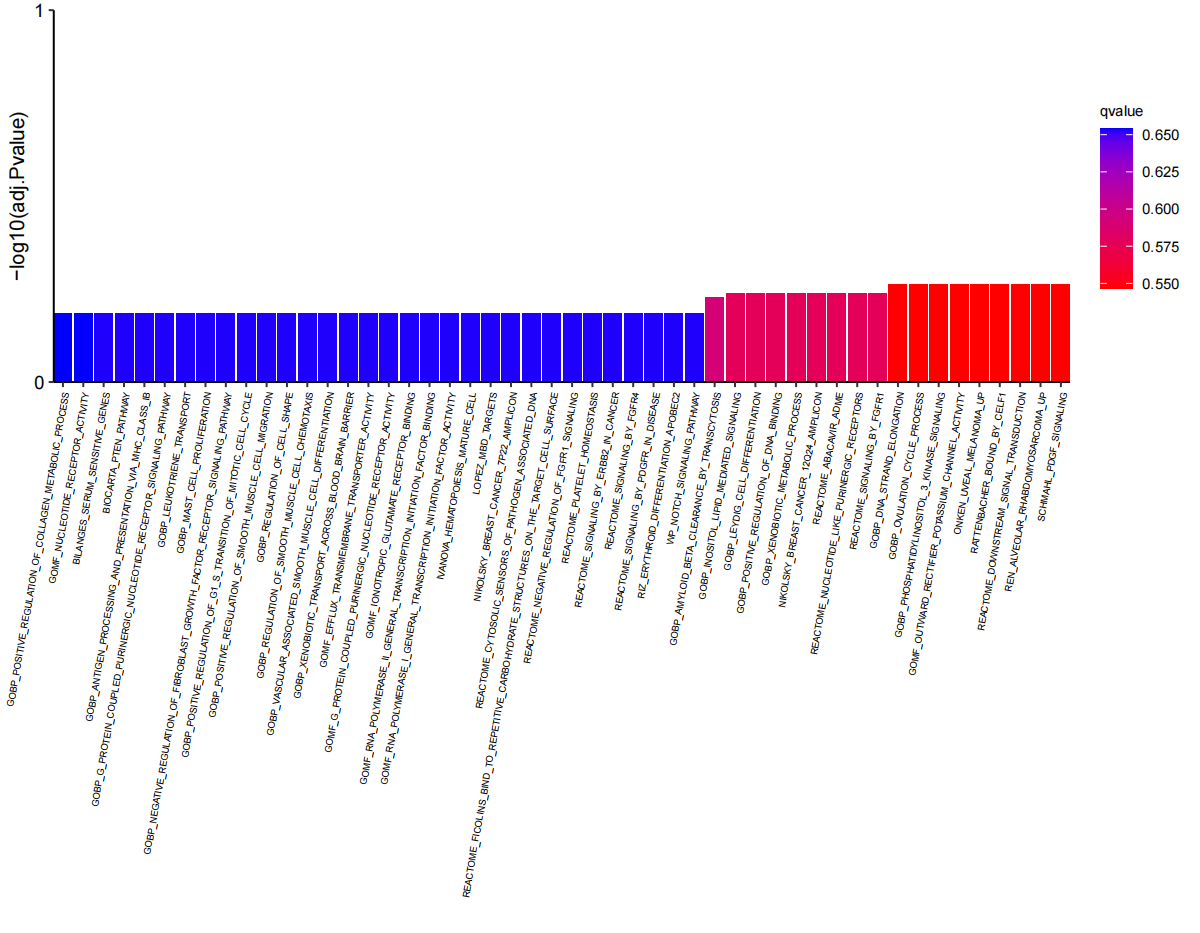 1
−log10(adj.Pvalue)
0
qvalue
0.650
0.625
0.600
0.575
0.550
GOBP_POSITIVE_REGULATION_OF_COLLAGEN_METABOLIC_PROCESS
GOMF_NUCLEOTIDE_RECEPTOR_ACTIVITY
BILANGES_SERUM_SENSITIVE_GENES
BIOCARTA_PTEN_PATHWAY
GOBP_ANTIGEN_PROCESSING_AND_PRESENTATION_VIA_MHC_CLASS_IB
GOBP_G_PROTEIN_COUPLED_PURINERGIC_NUCLEOTIDE_RECEPTOR_SIGNALING_PATHWAY
GOBP_LEUKOTRIENE_TRANSPORT
GOBP_MAST_CELL_PROLIFERATION
GOBP_NEGATIVE_REGULATION_OF_FIBROBLAST_GROWTH_FACTOR_RECEPTOR_SIGNALING_PATHWAY
GOBP_POSITIVE_REGULATION_OF_G1_S_TRANSITION_OF_MITOTIC_CELL_CYCLE
GOBP_POSITIVE_REGULATION_OF_SMOOTH_MUSCLE_CELL_MIGRATION
GOBP_REGULATION_OF_CELL_SHAPE
GOBP_REGULATION_OF_SMOOTH_MUSCLE_CELL_CHEMOTAXIS
GOBP_VASCULAR_ASSOCIATED_SMOOTH_MUSCLE_CELL_DIFFERENTIATION
GOBP_XENOBIOTIC_TRANSPORT_ACROSS_BLOOD_BRAIN_BARRIER
GOMF_EFFLUX_TRANSMEMBRANE_TRANSPORTER_ACTIVITY
GOMF_G_PROTEIN_COUPLED_PURINERGIC_NUCLEOTIDE_RECEPTOR_ACTIVITY
GOMF_IONOTROPIC_GLUTAMATE_RECEPTOR_BINDING
GOMF_RNA_POLYMERASE_II_GENERAL_TRANSCRIPTION_INITIATION_FACTOR_BINDING
GOMF_RNA_POLYMERASE_I_GENERAL_TRANSCRIPTION_INITIATION_FACTOR_ACTIVITY
IVANOVA_HEMATOPOIESIS_MATURE_CELL
LOPEZ_MBD_TARGETS
NIKOLSKY_BREAST_CANCER_7P22_AMPLICON
REACTOME_CYTOSOLIC_SENSORS_OF_PATHOGEN_ASSOCIATED_DNA
REACTOME_FICOLINS_BIND_TO_REPETITIVE_CARBOHYDRATE_STRUCTURES_ON_THE_TARGET_CELL_SURFACE
REACTOME_NEGATIVE_REGULATION_OF_FGFR1_SIGNALING
REACTOME_PLATELET_HOMEOSTASIS
REACTOME_SIGNALING_BY_ERBB2_IN_CANCER
REACTOME_SIGNALING_BY_FGFR4
REACTOME_SIGNALING_BY_PDGFR_IN_DISEASE
RIZ_ERYTHROID_DIFFERENTIATION_APOBEC2
WP_NOTCH_SIGNALING_PATHWAY
GOBP_AMYLOID_BETA_CLEARANCE_BY_TRANSCYTOSIS
GOBP_INOSITOL_LIPID_MEDIATED_SIGNALING
GOBP_LEYDIG_CELL_DIFFERENTIATION
GOBP_POSITIVE_REGULATION_OF_DNA_BINDING
GOBP_XENOBIOTIC_METABOLIC_PROCESS
NIKOLSKY_BREAST_CANCER_12Q24_AMPLICON
REACTOME_ABACAVIR_ADME
REACTOME_NUCLEOTIDE_LIKE_PURINERGIC_RECEPTORS
REACTOME_SIGNALING_BY_FGFR1
GOBP_DNA_STRAND_ELONGATION
GOBP_OVULATION_CYCLE_PROCESS
GOBP_PHOSPHATIDYLINOSITOL_3_KINASE_SIGNALING
GOMF_OUTWARD_RECTIFIER_POTASSIUM_CHANNEL_ACTIVITY
ONKEN_UVEAL_MELANOMA_UP
RATTENBACHER_BOUND_BY_CELF1
REACTOME_DOWNSTREAM_SIGNAL_TRANSDUCTION
REN_ALVEOLAR_RHABDOMYOSARCOMA_UP
SCHMAHL_PDGF_SIGNALING